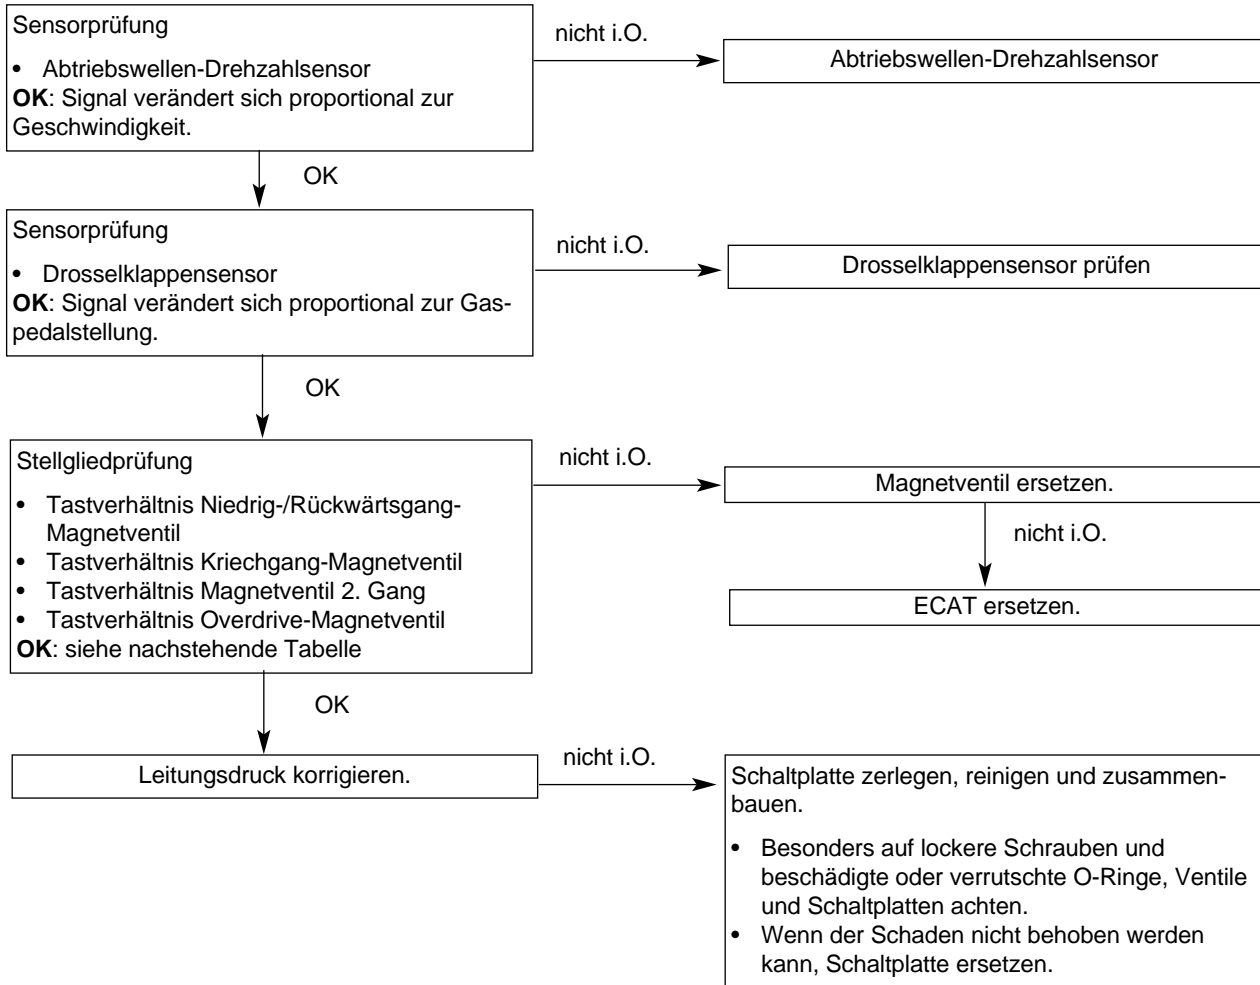 Sensorprüfung
• Abtriebswellen-Drehzahlsensor
OK: Signal verändert sich proportional zur
Geschwindigkeit.
nicht i.O.
Abtriebswellen-Drehzahlsensor
OK
Sensorprüfung
• Drosselklappensensor
OK: Signal verändert sich proportional zur Gas-
pedalstellung.
nicht i.O.
Drosselklappensensor prüfen
OK
Stellgliedprüfung
• Tastverhältnis Niedrig-/Rückwärtsgang-
Magnetventil
• Tastverhältnis Kriechgang-Magnetventil
• Tastverhältnis Magnetventil 2. Gang
• Tastverhältnis Overdrive-Magnetventil
OK: siehe nachstehende Tabelle
nicht i.O.
Magnetventil ersetzen.
nicht i.O.
ECAT ersetzen.
OK
Leitungsdruck korrigieren.
nicht i.O.
Schaltplatte zerlegen, reinigen und zusammen-
bauen.
• Besonders auf lockere Schrauben und
beschädigte oder verrutschte O-Ringe, Ventile
und Schaltplatten achten.
• Wenn der Schaden nicht behoben werden
kann, Schaltplatte ersetzen.